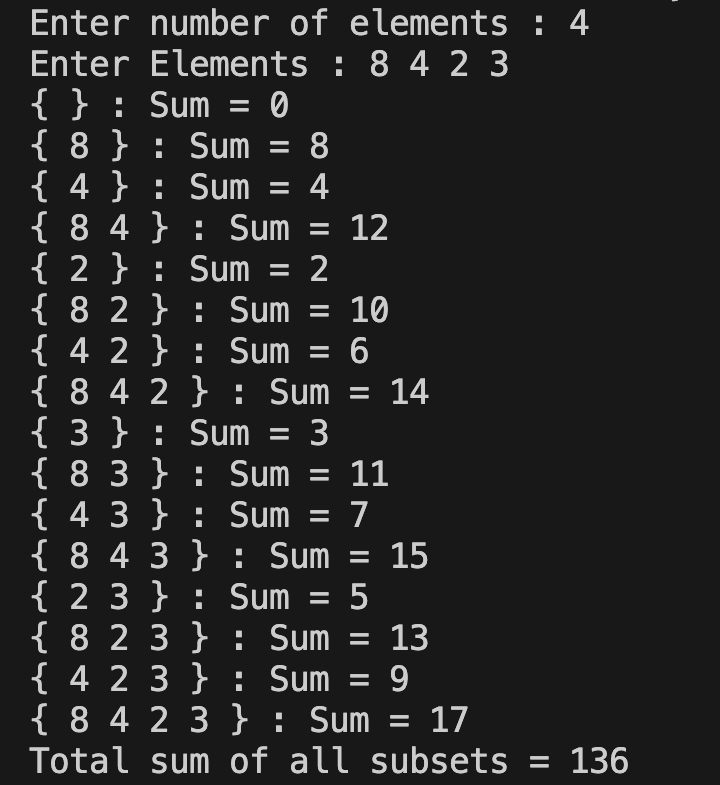 Enter number of elements : 4
Enter Elements : 8 4 2 3
{ } : Sum = 0
{ 8 } : Sum = 8
{ 4 } : Sum = 4
{ 8 4 } : Sum = 12
{ 2 } : Sum = 2
{ 8 2 } : Sum = 10
{ 4 2 } : Sum = 6
{ 8 4 2 } : Sum = 14
{ 3 } : Sum = 3
{ 8 3 } : Sum = 11
{ 4 3 } : Sum = 7
{ 8 4 3 } : Sum = 15
{ 2 3 } : Sum = 5
{ 8 2 3 } : Sum = 13
{ 4 2 3 } : Sum = 9
{ 8 4 2 3 } : Sum = 17
Total sum of all subsets = 136